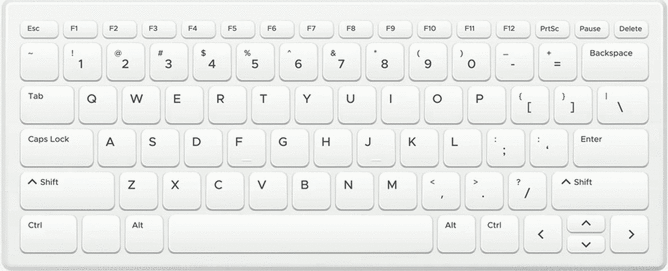 Esc F1 F2 F3 F4 F5 F6 F7 F8 F9 F10 F11 F12 PrtSc Pause Delete
~ ! 1 @ 2 # 3 $ 4 % 5 ^ 6 & 7 * 8 ( 9 ) 0 _ - + = Backspace
Tab Q W E R T Y U I O P { [ } ] | \
Caps Lock A S D F G H J K L : ; : ' Enter
^ Shift Z X C V B N M < , > . ? / ^ Shift
Ctrl Alt Alt Ctrl < ^ v >